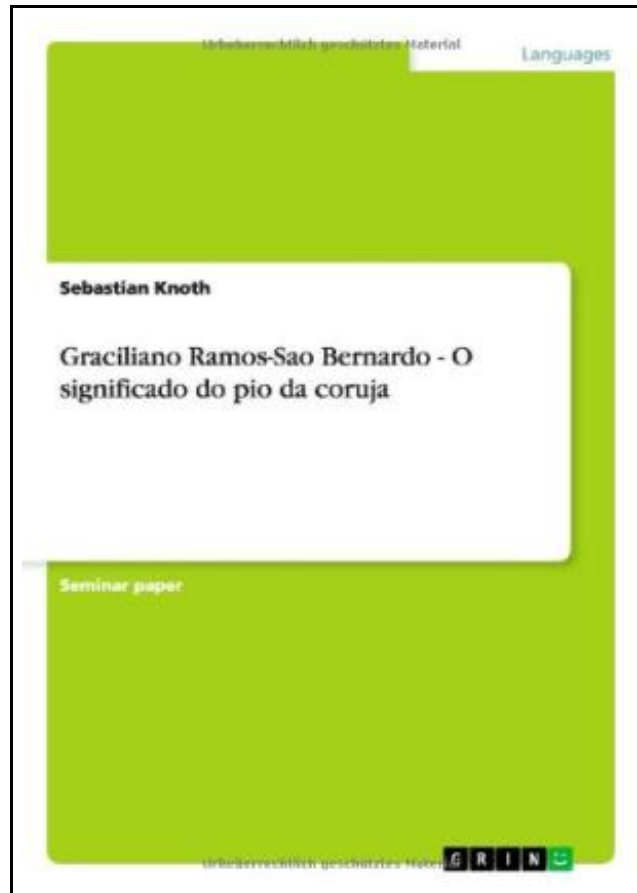 Urheberrechtlich geschütztes Material
Languages
Sebastian Knoth
Graciliano Ramos-Sao Bernardo - O
significado do pio da coruja
Seminar paper
Urheberrechtlich geschütztes
GRIN